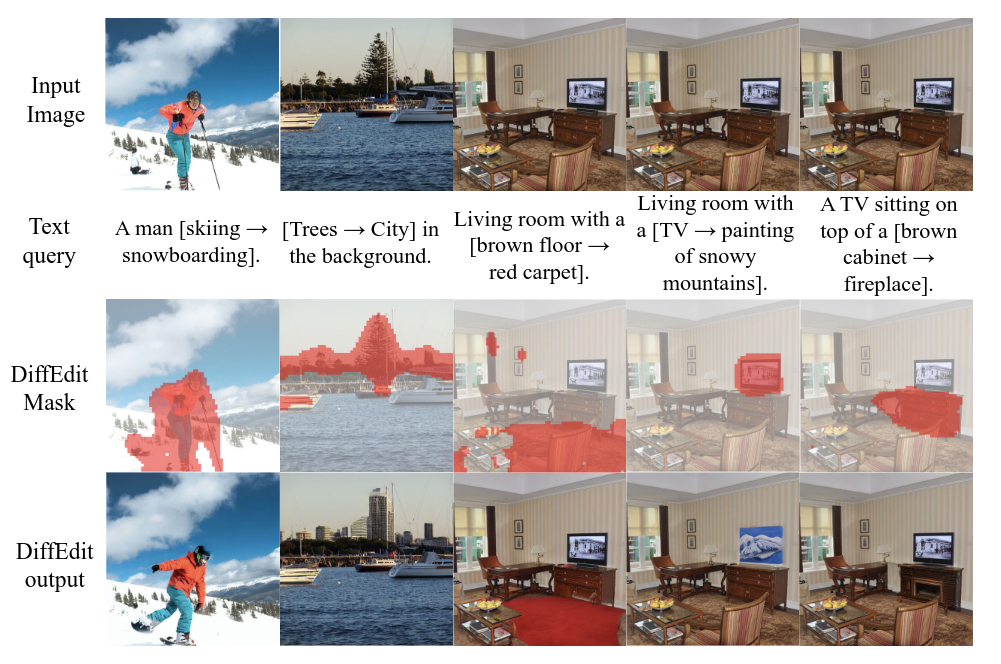 Input
Image
Text
query
A man [skiing →
snowboarding].
[Trees → City] in
the background.
Living room with a
[brown floor →
red carpet].
Living room with
a [TV → painting
of snowy
mountains].
A TV sitting on
top of a [brown
cabinet →
fireplace].
DiffEdit
Mask
DiffEdit
output